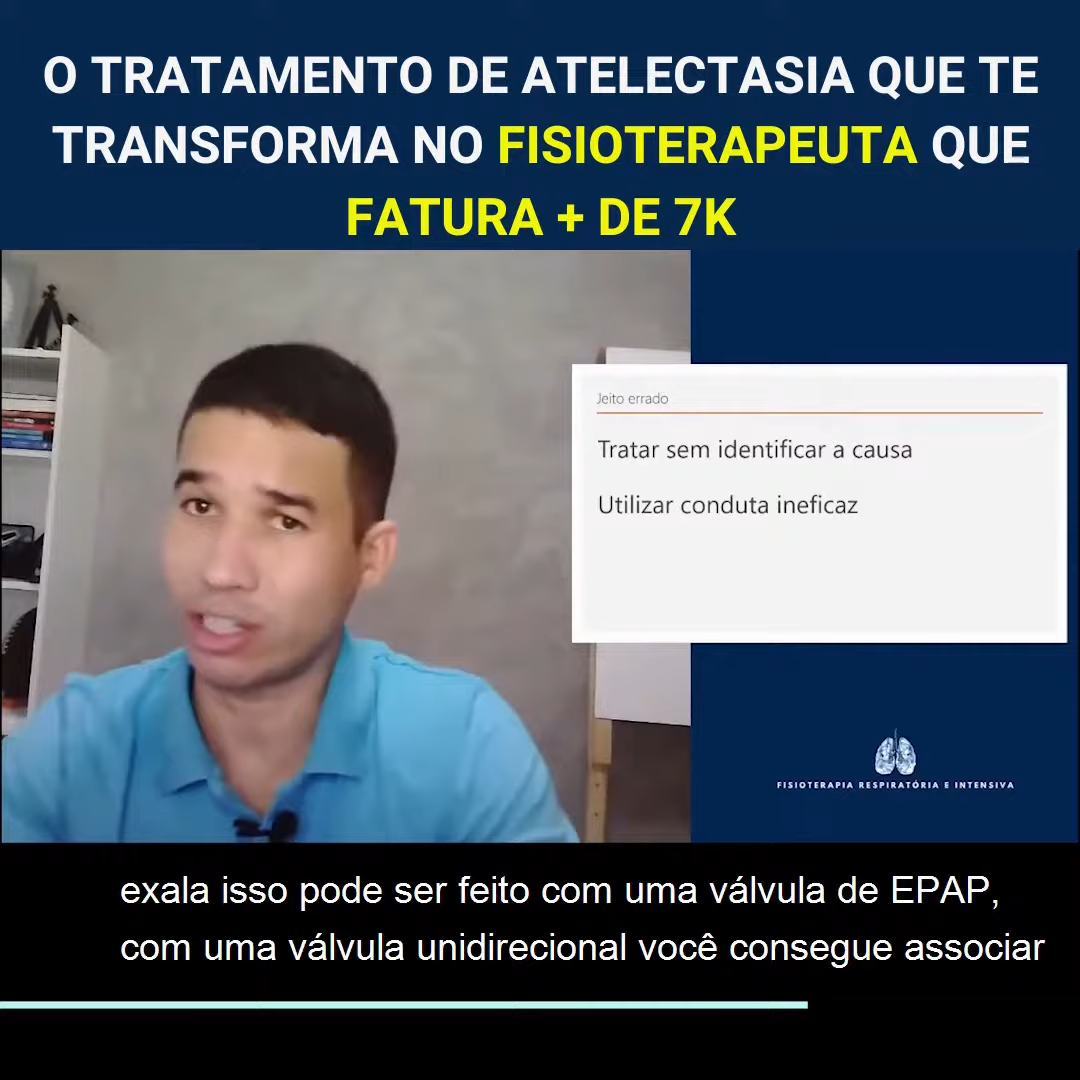 O TRATAMENTO DE ATELECTASIA QUE TE
TRANSFORMA NO FISIOTERAPEUTA QUE
FATURA + DE 7K
Jeito errado
Tratar sem identificar a causa
Utilizar conduta ineficaz
FISIOTERAPIA RESPIRATÓRIA E INTENSIVA
exala isso pode ser feito com uma válvula de EPAP,
com uma válvula unidirecional você consegue associar